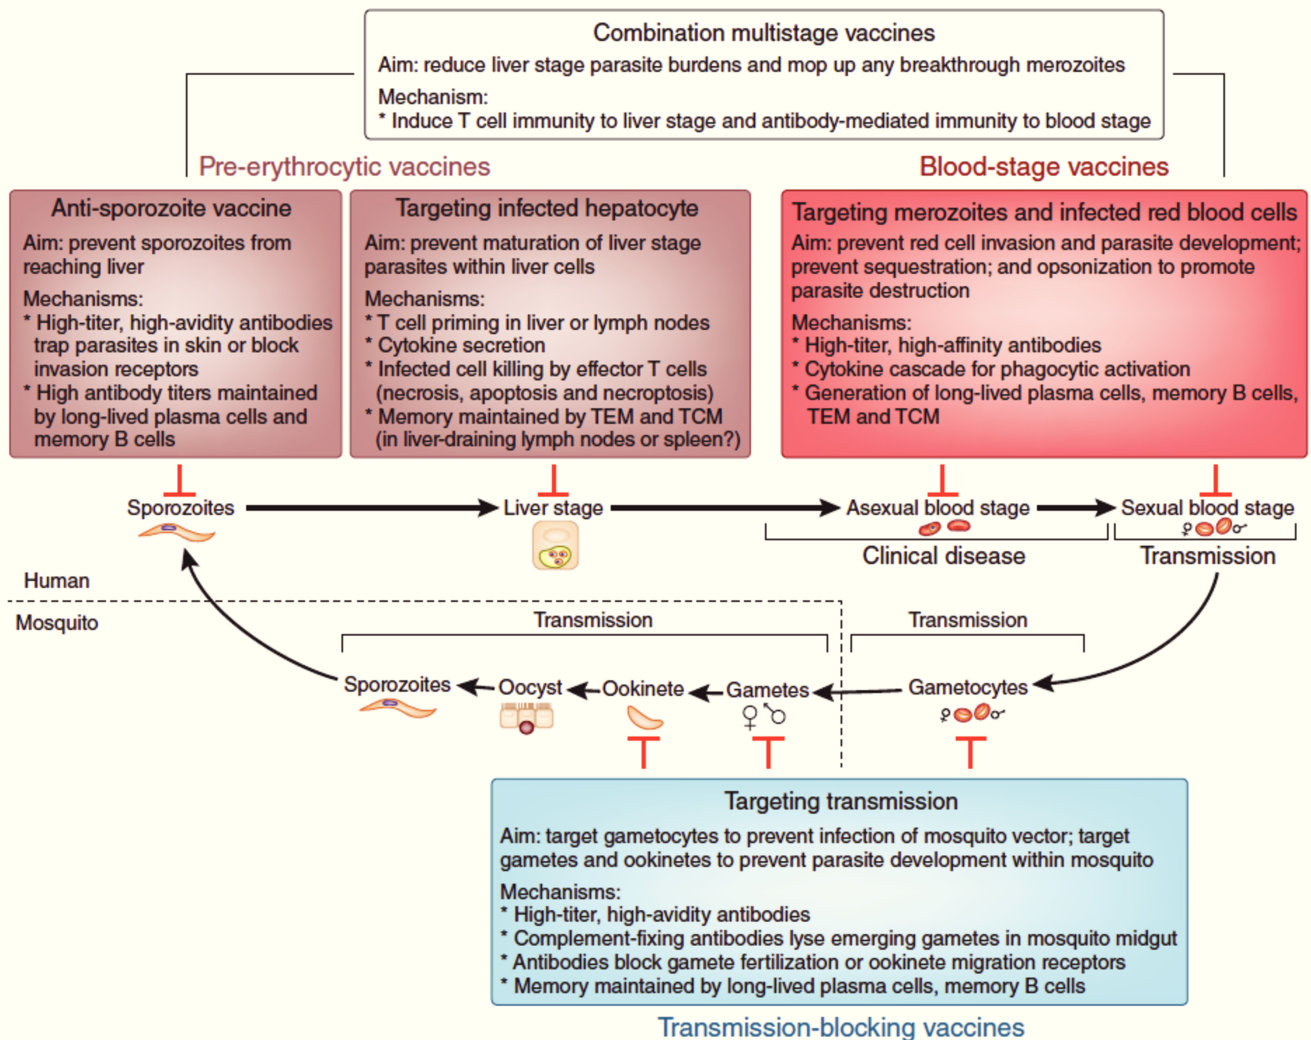 Combination multistage vaccines
Aim: reduce liver stage parasite burdens and mop up any breakthrough merozoites
Mechanism:
* Induce T cell immunity to liver stage and antibody-mediated immunity to blood stage
Pre-erythrocytic vaccines
Blood-stage vaccines
Anti-sporozoite vaccine
Aim: prevent sporozoites from
reaching liver
Mechanisms:
* High-titer, high-avidity antibodies
trap parasites in skin or block
invasion receptors
* High antibody titers maintained
by long-lived plasma cells and
memory B cells
Targeting infected hepatocyte
Aim: prevent maturation of liver stage
parasites within liver cells
Mechanisms:
* T cell priming in liver or lymph nodes
* Cytokine secretion
* Infected cell killing by effector T cells
(necrosis, apoptosis and necroptosis)
* Memory maintained by TEM and TCM
(in liver-draining lymph nodes or spleen?)
Targeting merozoites and infected red blood cells
Aim: prevent red cell invasion and parasite development;
prevent sequestration; and opsonization to promote
parasite destruction
Mechanisms:
* High-titer, high-affinity antibodies
* Cytokine cascade for phagocytic activation
* Generation of long-lived plasma cells, memory B cells,
TEM and TCM
Sporozoites
Liver stage
Asexual blood stage
Sexual blood stage
Clinical disease
Transmission
Human
Mosquito
Transmission
Transmission
Sporozoites
Oocyst
Ookinete
Gametes
Gametocytes
Targeting transmission
Aim: target gametocytes to prevent infection of mosquito vector; target
gametes and ookinetes to prevent parasite development within mosquito
Mechanisms:
* High-titer, high-avidity antibodies
* Complement-fixing antibodies lyse emerging gametes in mosquito midgut
* Antibodies block gamete fertilization or ookinete migration receptors
* Memory maintained by long-lived plasma cells, memory B cells
Transmission-blocking vaccines